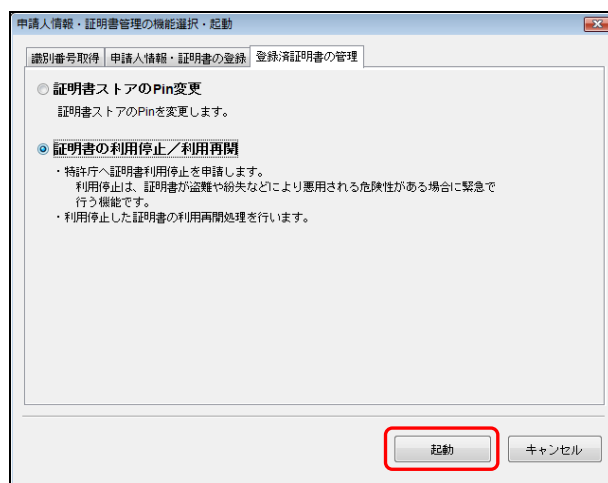 申請人情報・証明書管理の機能選択・起動
識別番号取得 申請人情報・証明書の登録 登録済証明書の管理
証明書ストアのPin変更
証明書ストアのPinを変更します。
証明書の利用停止／利用再開
・特許庁へ証明書利用停止を申請します。
利用停止は、証明書が盗難や紛失などにより悪用される危険性がある場合に緊急で
行う機能です。
・利用停止した証明書の利用再開処理を行います。
起動 キャンセル